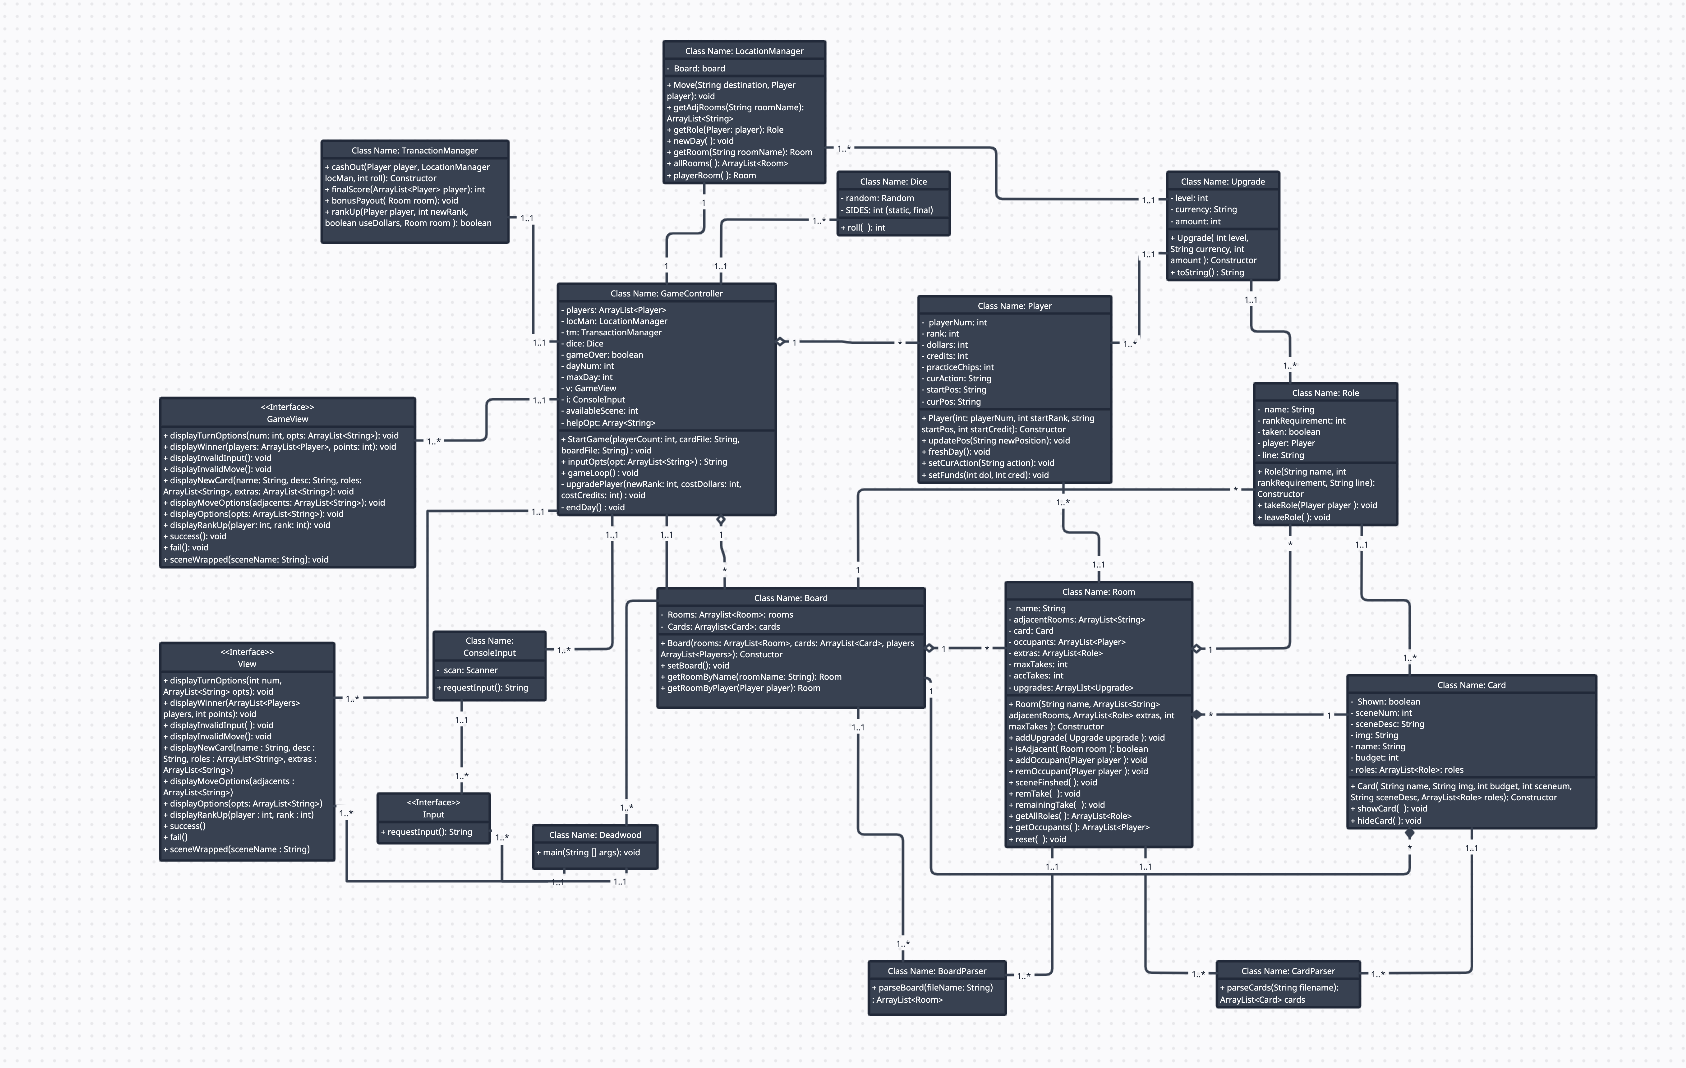 Class Name: LocationManager
- Board: board
+ Move(String destination, Player
player): void
+ getAdjRooms(String roomName):
ArrayList<String>
+ getRole(Player: player): Role
+ newDay( ): void
+ getRoom(String roomName): Room
+ allRooms( ): ArrayList<Room>
+ playerRoom( ): Room
1
1
1..*
1..1
Class Name: TranactionManager
+ cashOut(Player player, LocationManager
locMan, int roll): Constructor
+ finalScore(ArrayList<Player> player): int
+ bonusPayout( Room room): void
+ rankUp(Player player, int newRank,
boolean useDollars, Room room ): boolean
1..1
1..1
Class Name: Dice
- random: Random
- SIDES: int (static, final)
+ roll( ): int
1..*
1..1
Class Name: Upgrade
- level: int
- currency: String
- amount: int
+ Upgrade( int level,
String currency, int
amount ): Constructor
+ toString() : String
1..1
1..*
1..1
1..*
Class Name: GameController
- players: ArrayList<Player>
- locMan: LocationManager
- tm: TransactionManager
- dice: Dice
- gameOver: boolean
- dayNum: int
- maxDay: int
- v: GameView
- i: ConsoleInput
- availableScene: int
- helpOpc: Array<String>
+ StartGame(playerCount: int, cardFile: String,
boardFile: String) : void
+ inputOpts(opt: ArrayList<String>) : String
+ gameLoop() : void
- upgradePlayer(newRank: int, costDollars: int,
costCredits: int) : void
- endDay() : void
1
*
Class Name: Player
- playerNum: int
- rank: int
- dollars: int
- credits: int
- practiceChips: int
- curAction: String
- startPos: String
- curPos: String
+ Player(int: playerNum, int startRank, string
startPos, int startCredit): Constructor
+ updatePos(String newPosition): void
+ freshDay(): void
+ setCurAction(String action): void
+ setFunds(int dol, int cred): void
Class Name: Role
- name: String
- rankRequirement: int
- taken: boolean
- player: Player
- line: String
+ Role(String name, int
rankRequirement, String line):
Constructor
+ takeRole(Player player ): void
+ leaveRole( ): void
<<Interface>>
GameView
+ displayTurnOptions(num: int, opts: ArrayList<String>): void
+ displayWinner(players: ArrayList<Player>, points: int): void
+ displayInvalidInput(): void
+ displayInvalidMove(): void
+ displayNewCard(name: String, desc: String, roles:
ArrayList<String>, extras: ArrayList<String>): void
+ displayMoveOptions(adjacents: ArrayList<String>): void
+ displayOptions(opts: ArrayList<String>): void
+ displayRankUp(player: int, rank: int): void
+ success(): void
+ fail(): void
+ sceneWrapped(sceneName: String): void
1..*
1..1
1..1
1..1
1..1
1
*
*
1
1..*
1..1
*
1..1
Class Name: Board
- Rooms: Arraylist<Room>: rooms
- Cards: Arraylist<Card>: cards
+ Board(rooms: ArrayList<Room>, cards: ArrayList<Card>, players
ArrayList<Players>): Constuctor
+ setBoard(): void
+ getRoomByName(roomName: String): Room
+ getRoomByPlayer(Player player): Room
1
*
1
1..1
Class Name: Room
- name: String
- adjacentRooms: ArrayList<String>
- card: Card
- occupants: ArrayList<Player>
- extras: ArrayList<Role>
- maxTakes: int
- accTakes: int
- upgrades: ArrayList<Upgrade>
+ Room(String name, ArrayList<String>
adjacentRooms, ArrayList<Role> extras, int
maxTakes ): Constructor
+ addUpgrade( Upgrade upgrade ): void
+ isAdjacent( Room room ): boolean
+ addOccupant(Player player ): void
+ remOccupant(Player player ): void
+ sceneFinshed( ): void
+ remTake( ): void
+ remainingTake( ): void
+ getAllRoles( ): ArrayList<Role>
+ getOccupants( ): ArrayList<Player>
+ reset( ): void
1
*
1
1..*
Class Name: Card
- Shown: boolean
- sceneNum: int
- sceneDesc: String
- img: String
- name: String
- budget: int
- roles: ArrayList<Role>: roles
+ Card( String name, String img, int budget, int sceneum,
String sceneDesc, ArrayList<Role> roles): Constructor
+ showCard( ): void
+ hideCard( ): void
*
1..1
<<Interface>>
View
+ displayTurnOptions(int num,
ArrayList<String> opts): void
+ displayWinner(ArrayList<Players>
players, int points): void
+ displayInvalidInput( ): void
+ displayInvalidMove(): void
+ displayNewCard(name : String, desc :
String, roles : ArrayList<String>, extras :
ArrayList<String>)
+ displayMoveOptions(adjacents :
ArrayList<String>)
+ displayOptions(opts: ArrayList<String>)
+ displayRankUp(player : int, rank : int)
+ success()
+ fail()
+ sceneWrapped(sceneName : String)
1..*
1..*
Class Name:
ConsoleInput
- scan: Scanner
+ requestInput(): String
1..*
1..1
1..*
<<Interface>>
Input
+ requestInput(): String
1..*
1..*
Class Name: Deadwood
+ main(String [] args): void
1..1
1..1
1..1
1..1
1..*
Class Name: BoardParser
+ parseBoard(fileName: String)
: ArrayList<Room>
1..*
1..*
Class Name: CardParser
+ parseCards(String filename):
ArrayList<Card> cards
1..*